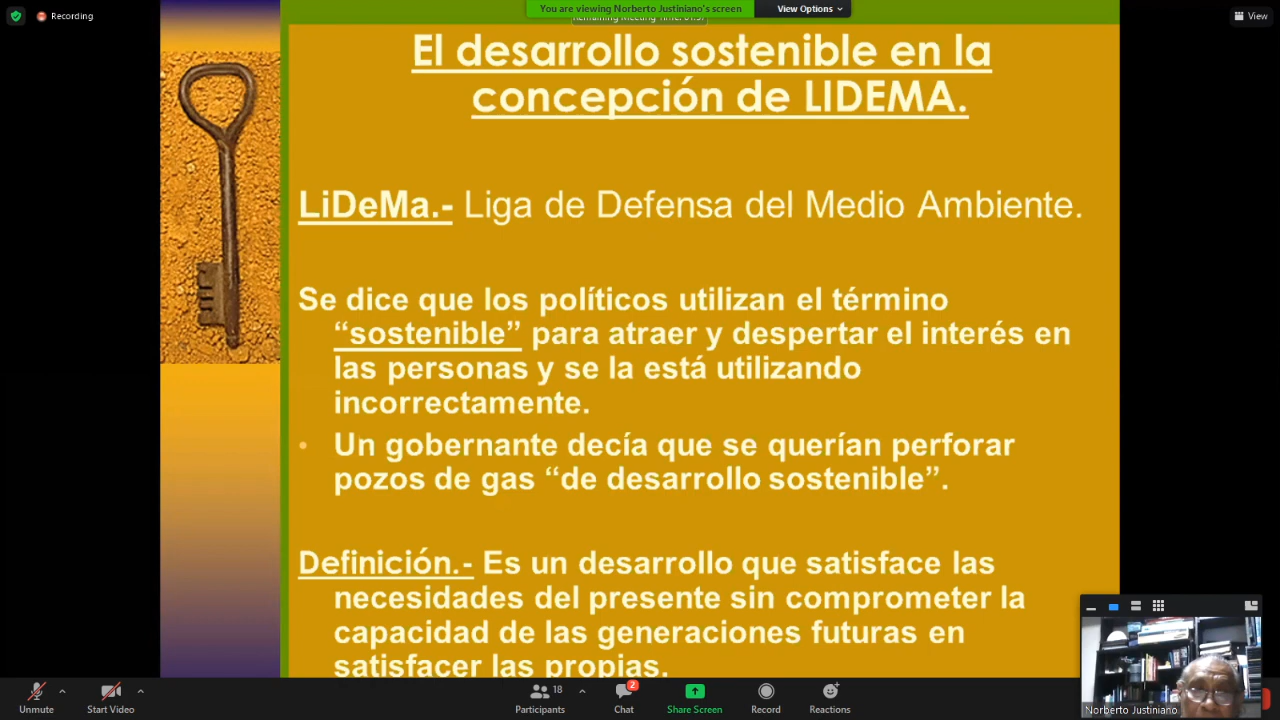 Recording
You are viewing Norberto Justiniano's screen
View Options
Remaining Meeting Time: 01:37
View
El desarrollo sostenible en la
concepción de LIDEMA.
LiDeMa.- Liga de Defensa del Medio Ambiente.
Se dice que los políticos utilizan el término
“sostenible” para atraer y despertar el interés en
las personas y se la está utilizando
incorrectamente.
• Un gobernante decía que se querían perforar
pozos de gas “de desarrollo sostenible”.
Definición.- Es un desarrollo que satisface las
necesidades del presente sin comprometer la
capacidad de las generaciones futuras en
satisfacer las propias.
Norberto Justiniano
Unmute
Start Video
18
Participants
2
Chat
Share Screen
Record
Reactions